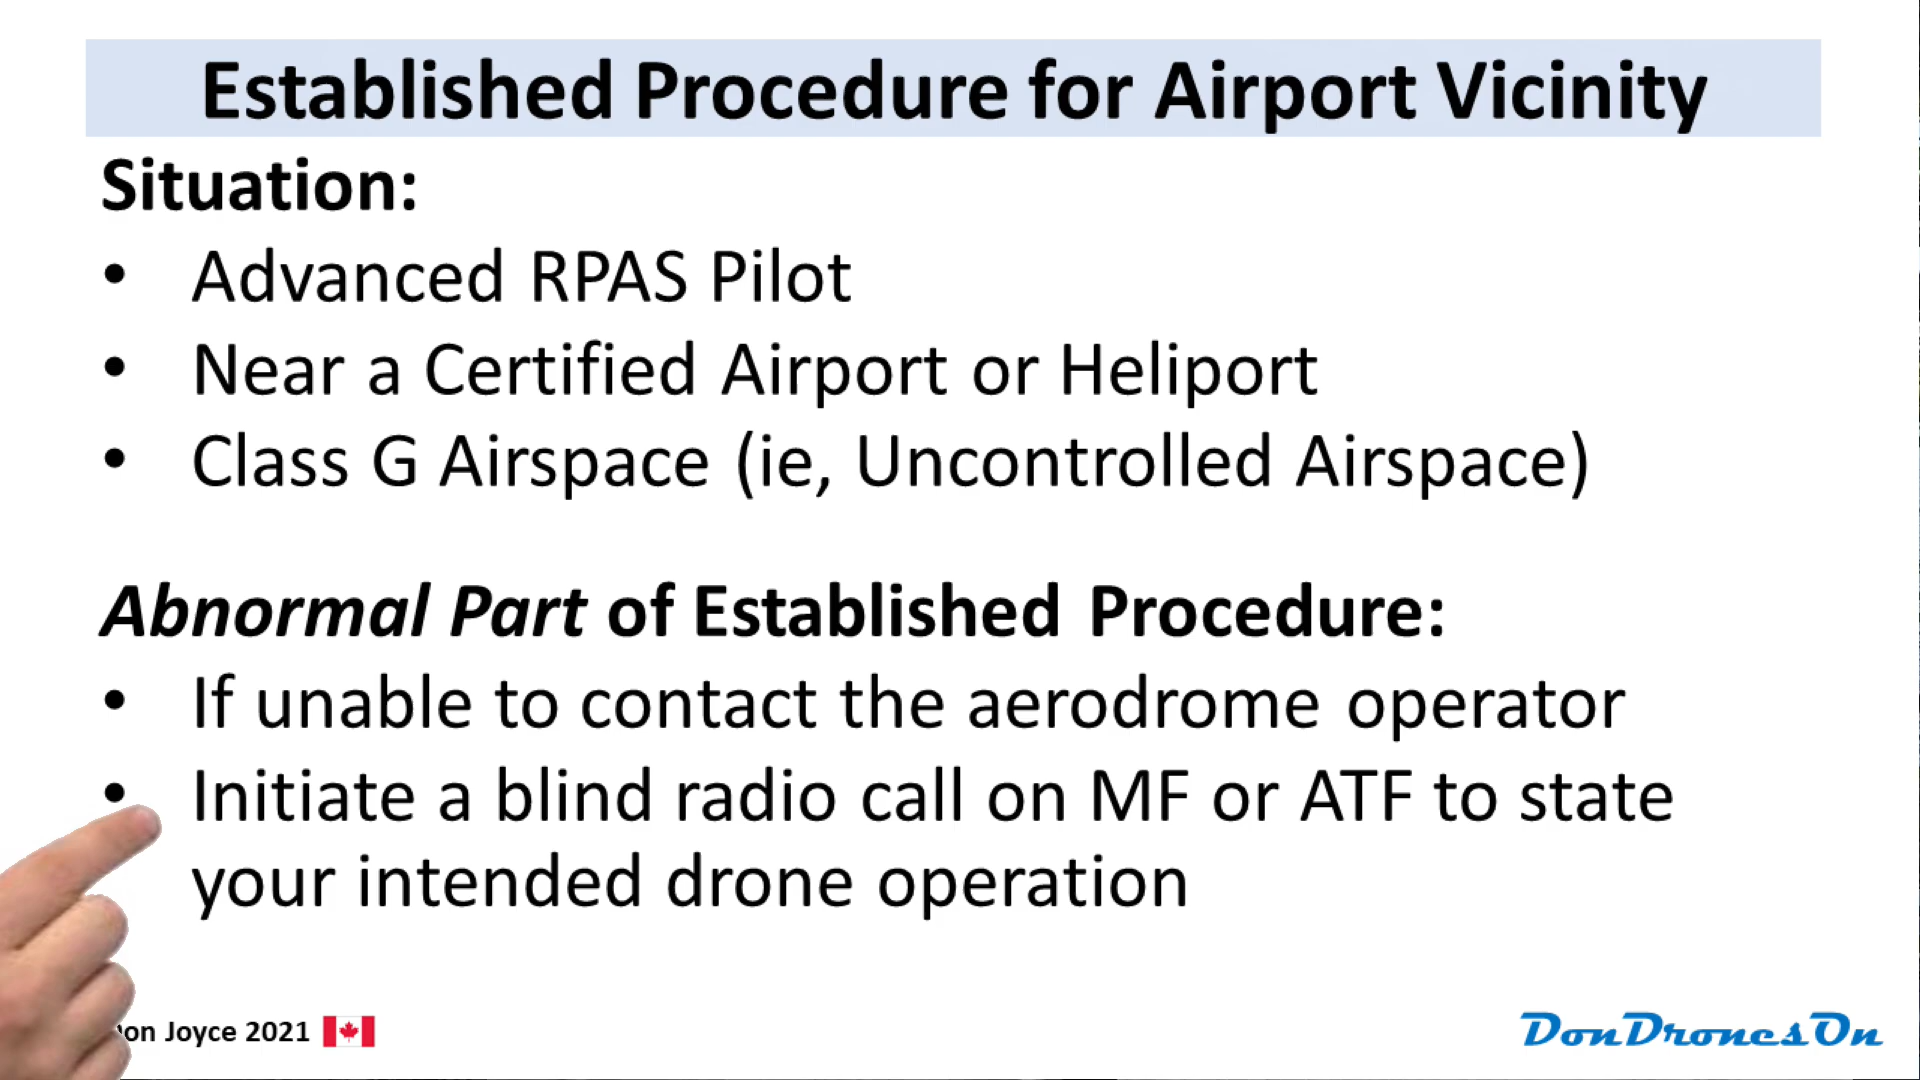 Established Procedure for Airport Vicinity
Situation:
• Advanced RPAS Pilot
• Near a Certified Airport or Heliport
• Class G Airspace (ie, Uncontrolled Airspace)
Abnormal Part of Established Procedure:
• If unable to contact the aerodrome operator
• Initiate a blind radio call on MF or ATF to state
your intended drone operation
Joyce 2021
DonDronesOn